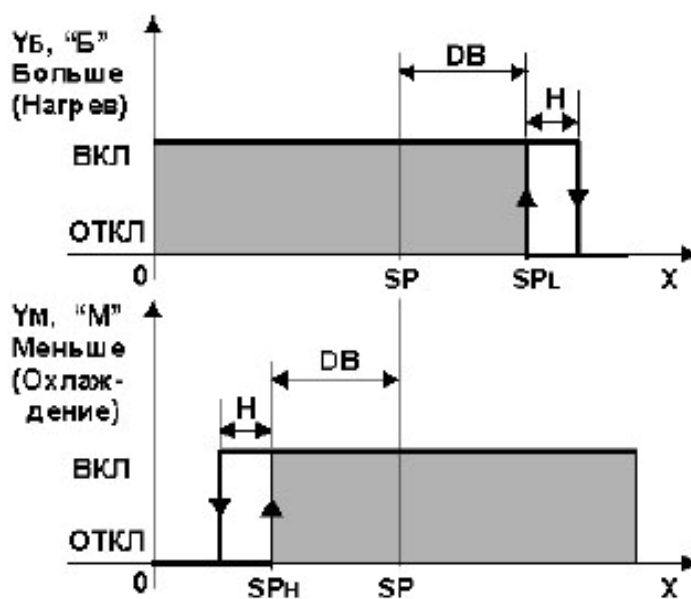 YБ, “Б”
Больше
(Нагрев)
DB
H
ВКЛ
ОТКЛ
0
SP
SPL
X
YМ, “М”
Меньше
(Охлаж-
дение)
DB
H
ВКЛ
ОТКЛ
0
SPH
SP
X